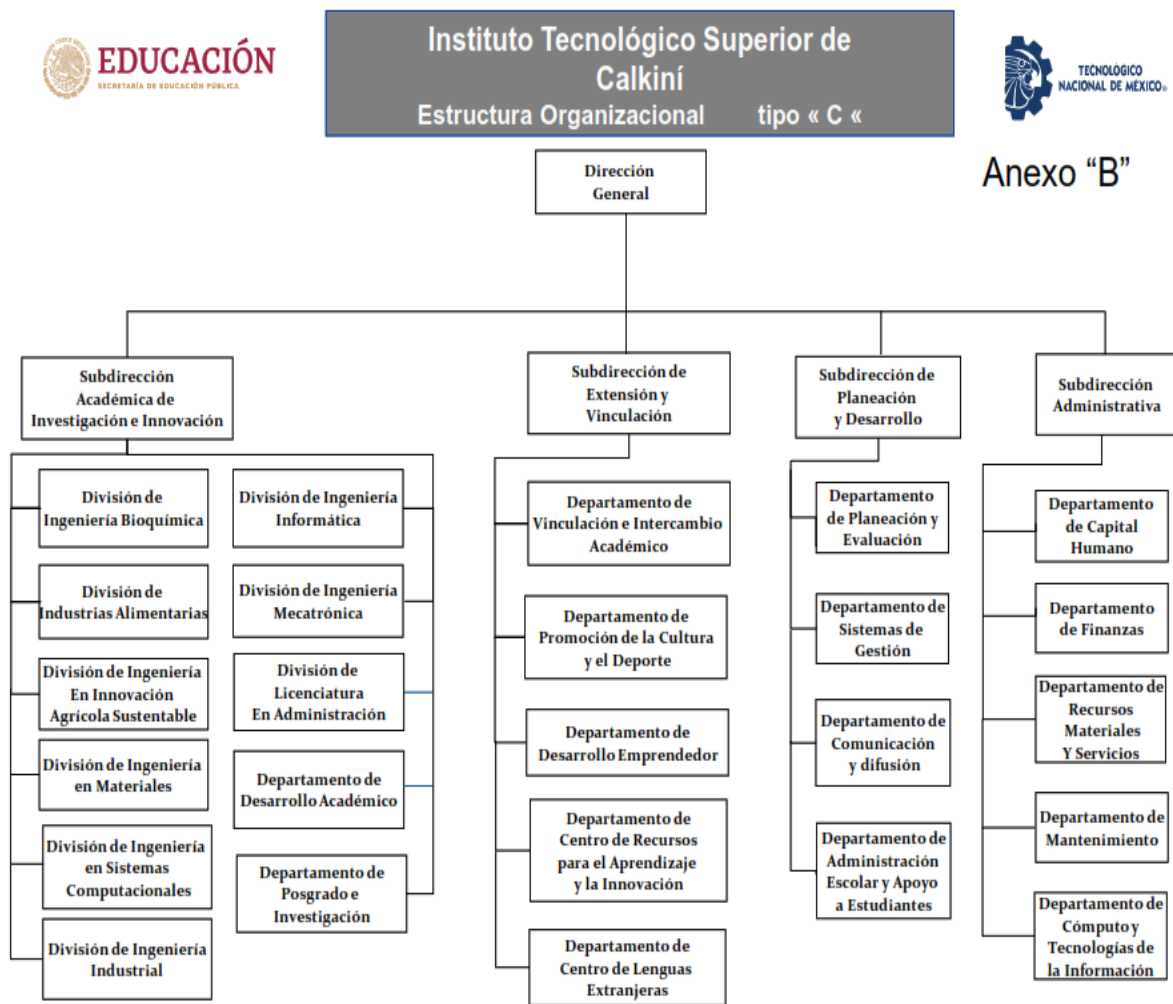 EDUCACIÓN
SECRETARÍA DE EDUCACIÓN PÚBLICA
Instituto Tecnológico Superior de
Calkiní
Estructura Organizacional tipo « C «
TECNOLÓGICO
NACIONAL DE MÉXICO®
Anexo “B”
Dirección
General
Subdirección
Académica de
Investigación e Innovación
División de
Ingeniería Bioquímica
División de
Industrias Alimentarias
División de Ingeniería
En Innovación
Agrícola Sustentable
División de Ingeniería
en Materiales
División de Ingeniería
en Sistemas
Computacionales
División de Ingeniería
Industrial
División de Ingeniería
Informática
División de Ingeniería
Mecatrónica
División de
Licenciatura
En Administración
Departamento de
Desarrollo Académico
Departamento de
Posgrado e
Investigación
Subdirección de
Extensión y
Vinculación
Departamento de
Vinculación e Intercambio
Académico
Departamento de
Promoción de la Cultura
y el Deporte
Departamento de
Desarrollo Emprendedor
Departamento de
Centro de Recursos
para el Aprendizaje
y la Innovación
Departamento de
Centro de Lenguas
Extranjeras
Subdirección de
Planeación
y Desarrollo
Departamento
de Planeación y
Evaluación
Departamento de
Sistemas de
Gestión
Departamento de
Comunicación
y difusión
Departamento de
Administración
Escolar y Apoyo
a Estudiantes
Subdirección
Administrativa
Departamento
de Capital
Humano
Departamento
de Finanzas
Departamento de
Recursos
Materiales
Y Servicios
Departamento de
Mantenimiento
Departamento de
Cómputo y
Tecnologías de
la Información